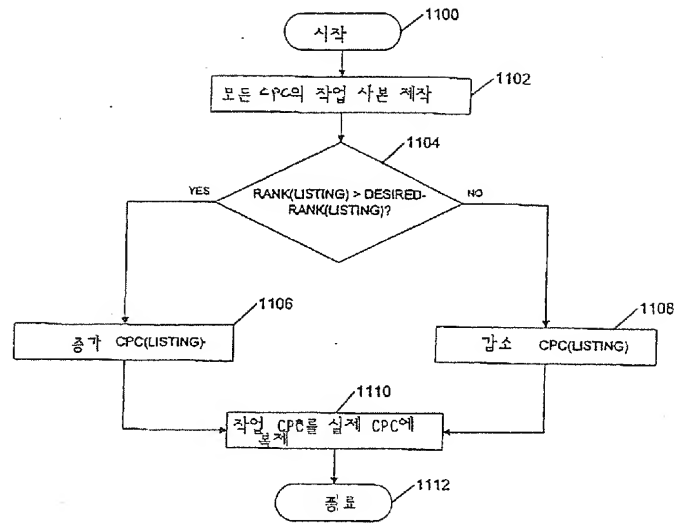 시작
1100
모든 CPC의 작업 사본 제작
1102
1104
RANK(LISTING) > DESIRED-
RANK(LISTING)?
YES
NO
1106
증가 CPC(LISTING)
1108
감소 CPC(LISTING)
1110
작업 CPC를 실제 CPC에
복제
종료
1112